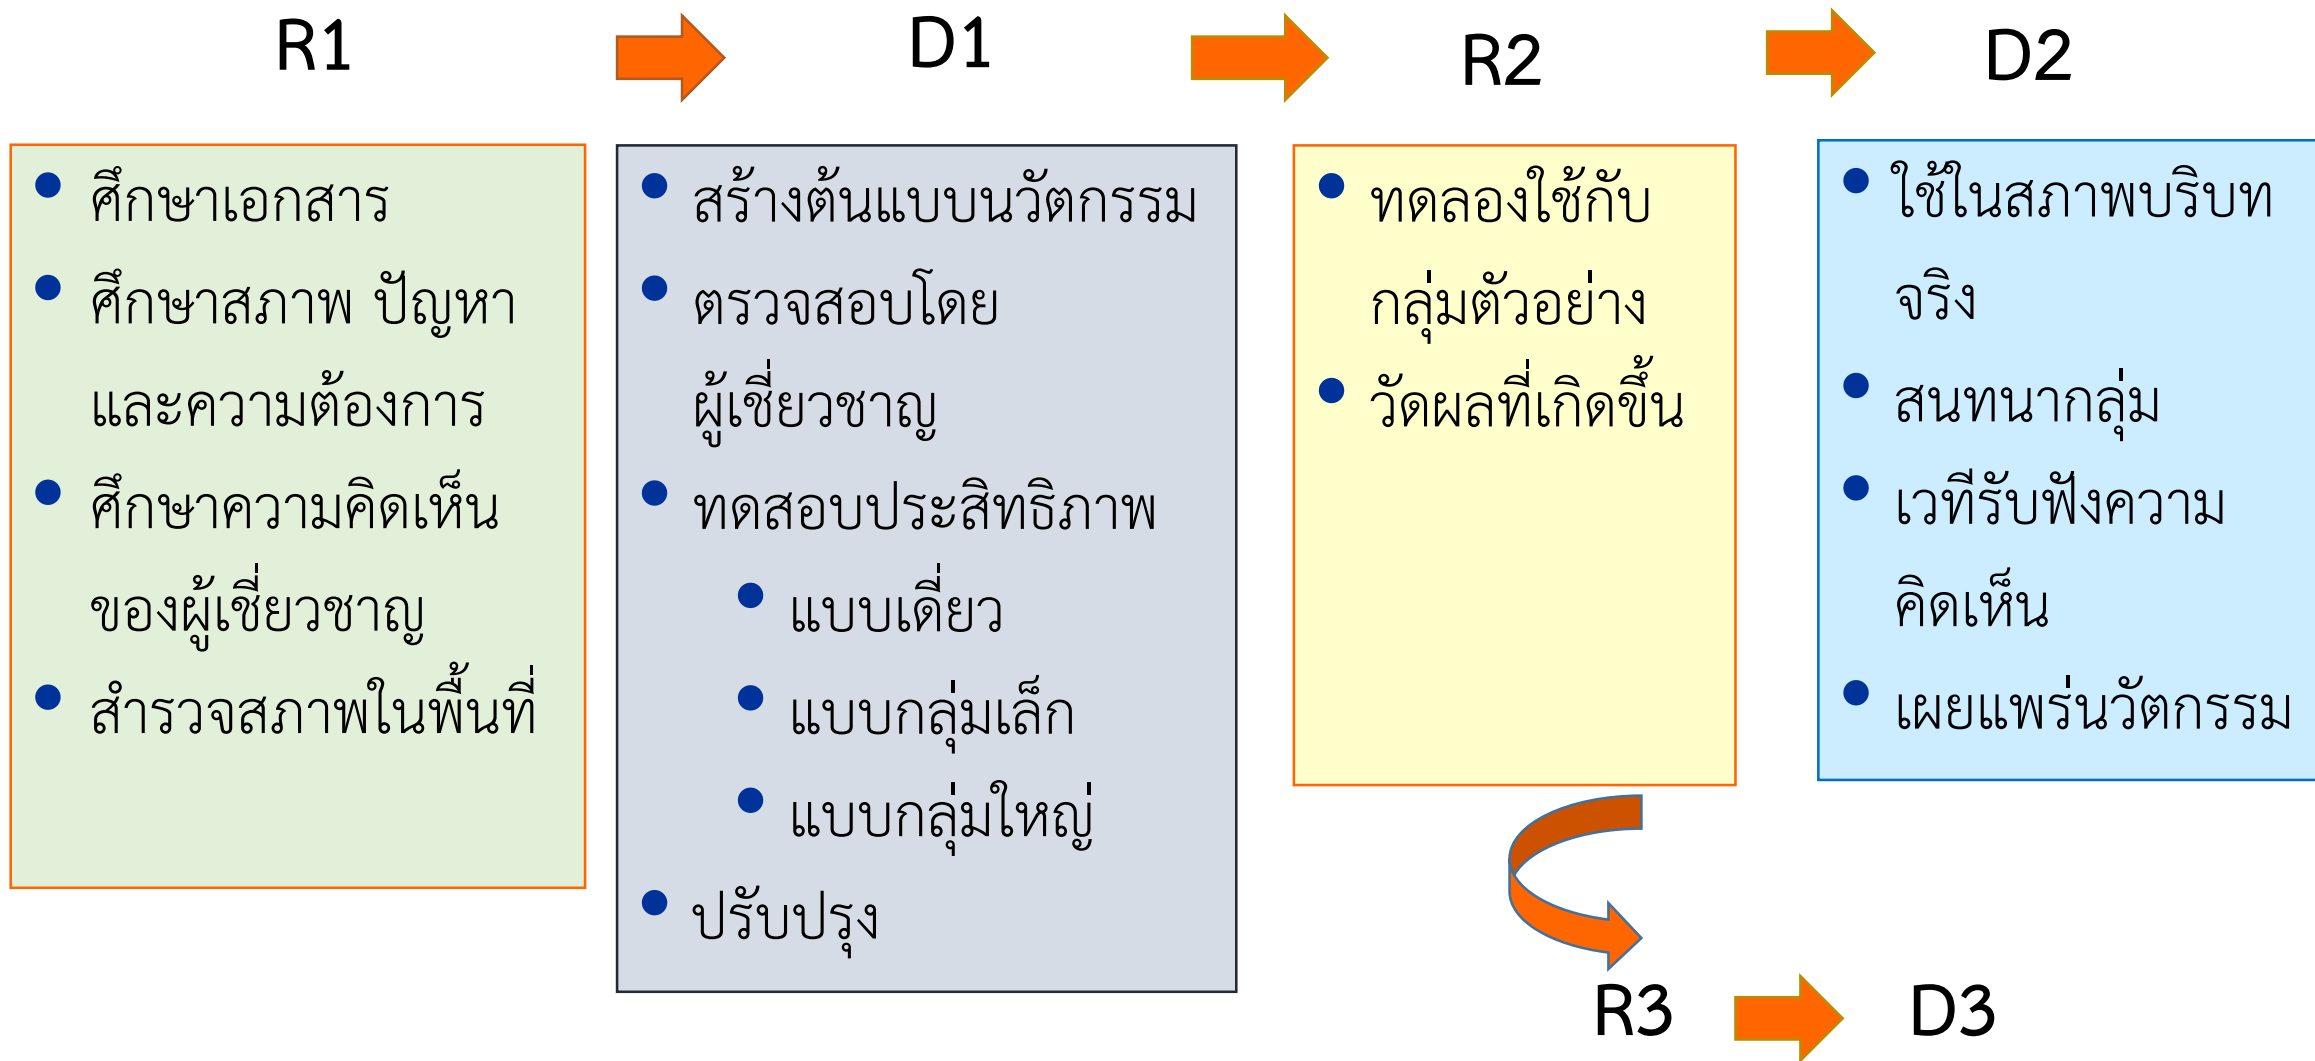 R1
D1
R2
D2
ศึกษาเอกสาร
ศึกษาสภาพ ปัญหา
และความต้องการ
ศึกษาความคิดเห็น
ของผู้เชี่ยวชาญ
สำรวจสภาพในพื้นที่
สร้างต้นแบบนวัตกรรม
ตรวจสอบโดย
ผู้เชี่ยวชาญ
ทดสอบประสิทธิภาพ
แบบเดี่ยว
แบบกลุ่มเล็ก
แบบกลุ่มใหญ่
ปรับปรุง
ทดลองใช้กับ
กลุ่มตัวอย่าง
วัดผลที่เกิดขึ้น
ใช้ในสภาพบริบท
จริง
สนทนากลุ่ม
เวทีรับฟังความ
คิดเห็น
เผยแพร่นวัตกรรม
R3
D3